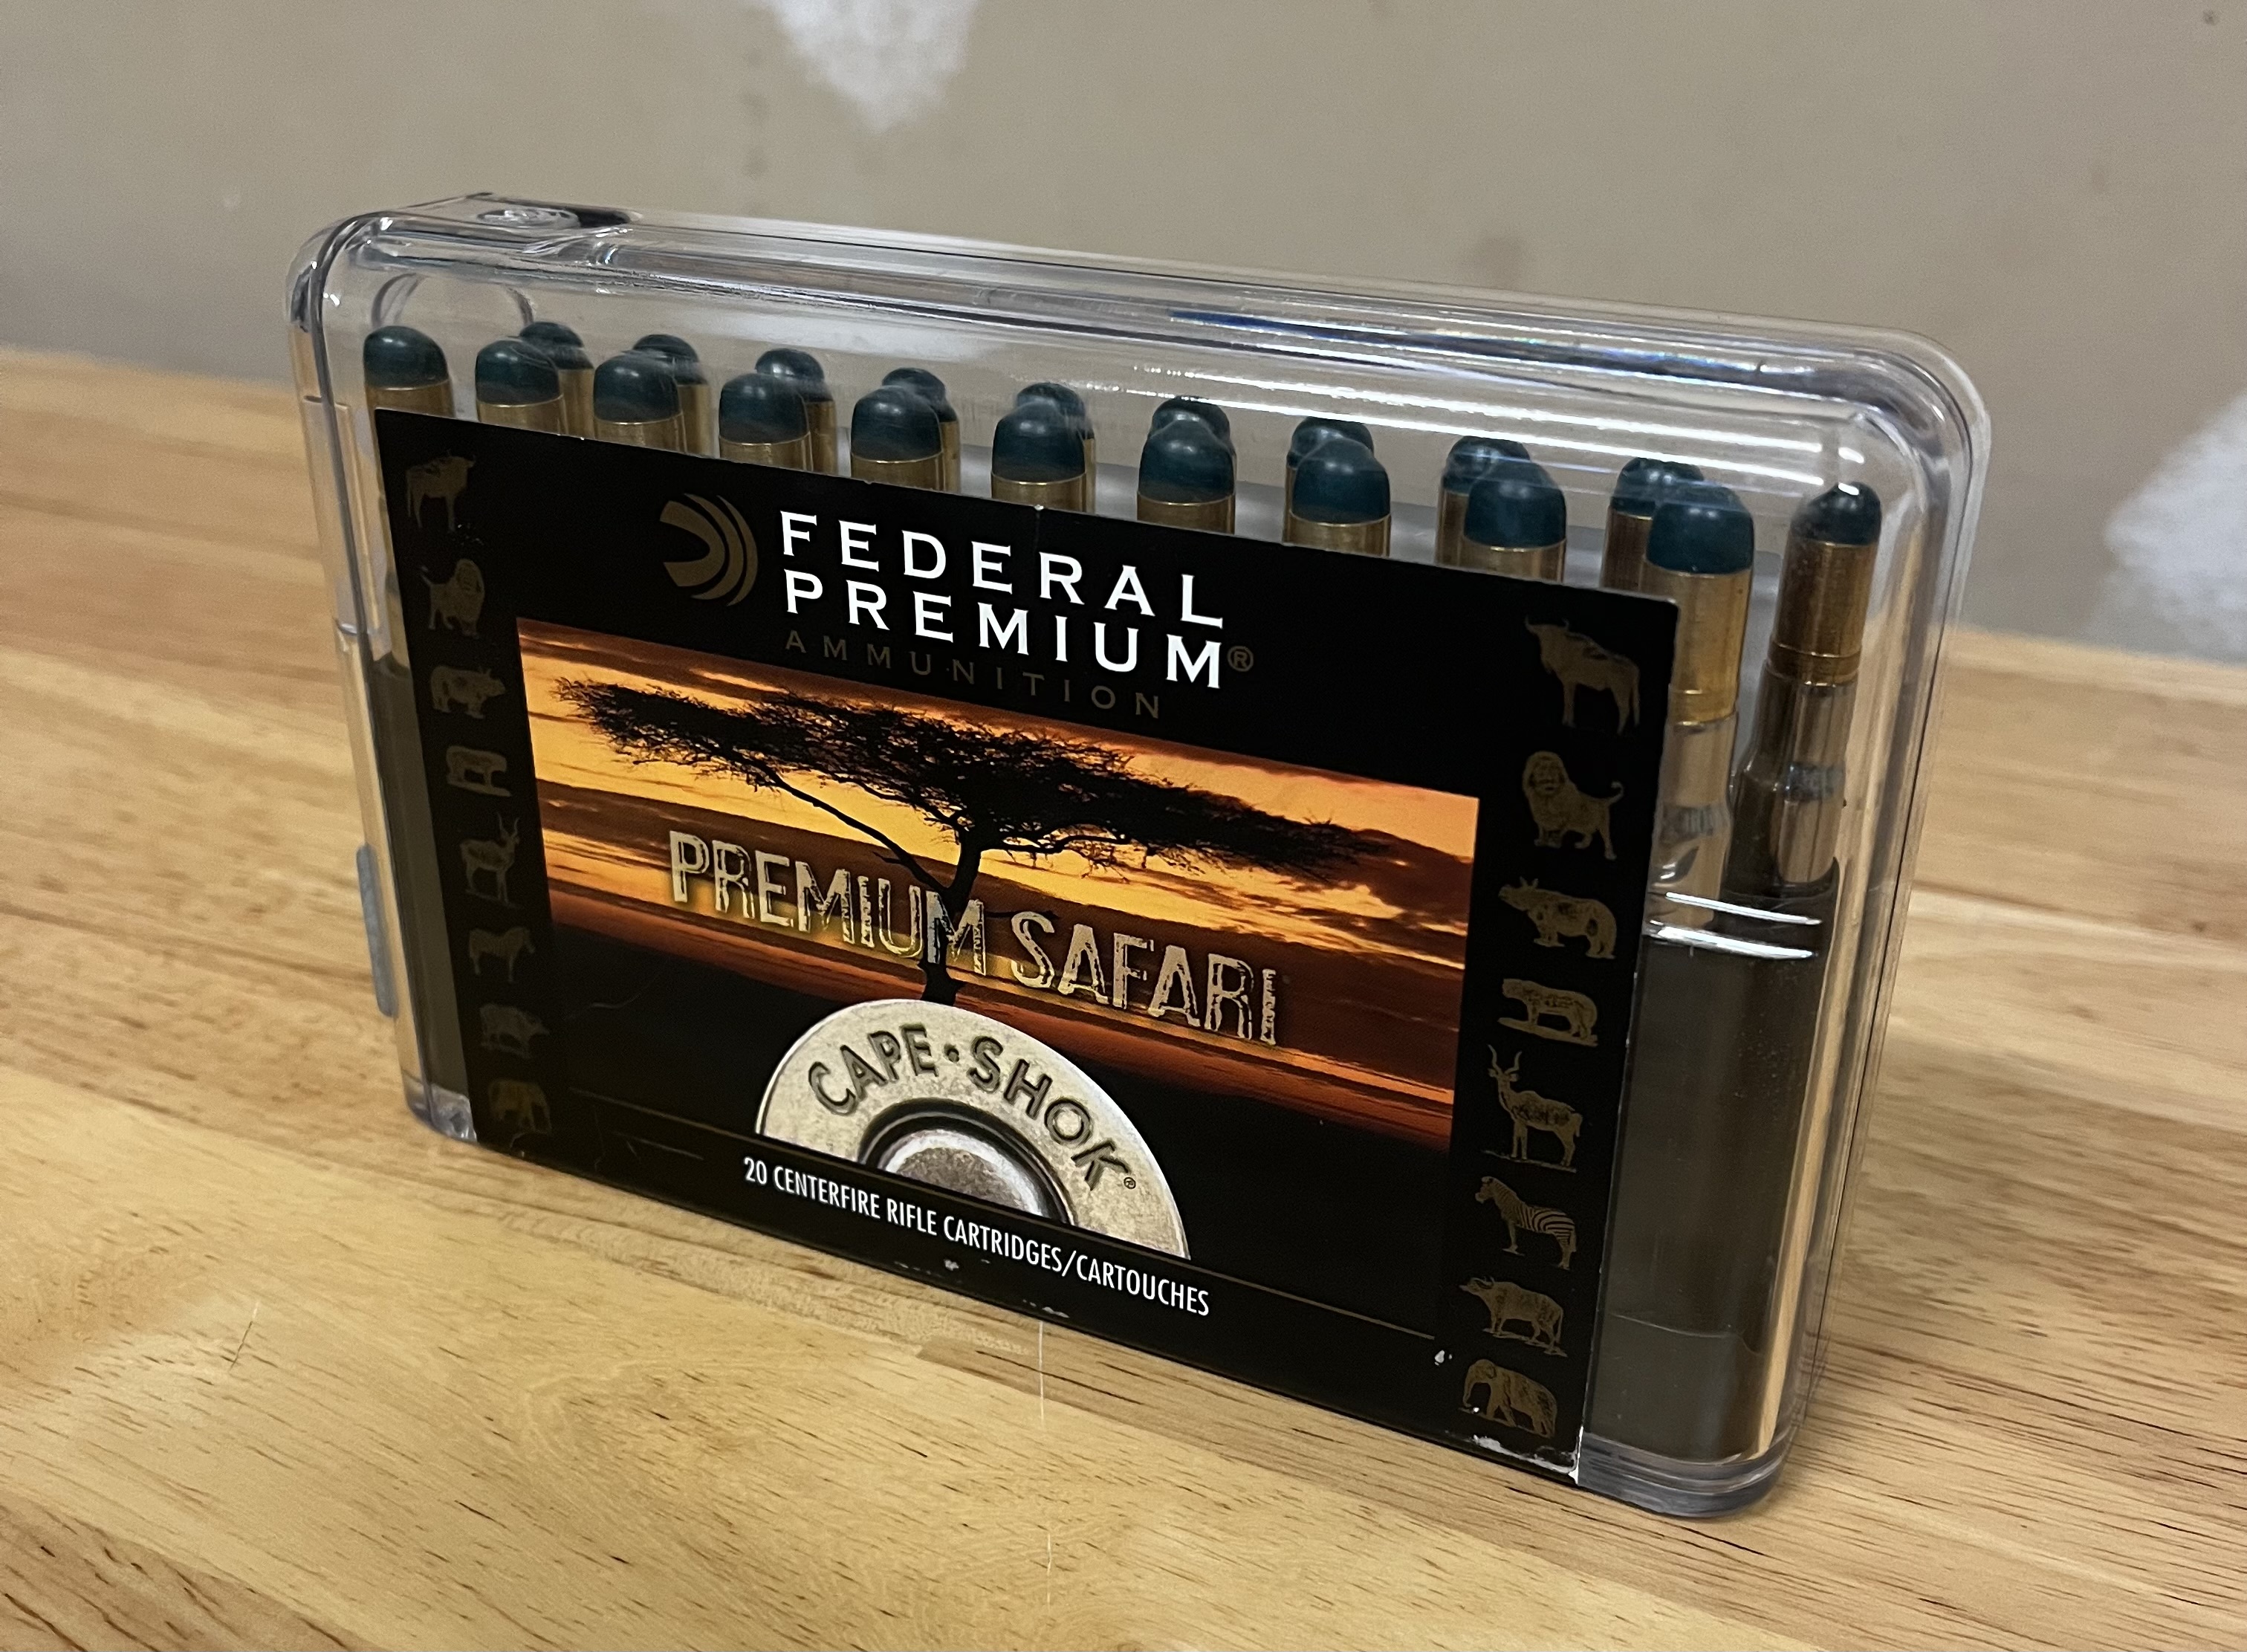 FEDERAL
PREMIUM®
AMMUNITION
PREMIUM SAFARI
CAPE•SHOK®
20 CENTERFIRE RIFLE CARTRIDGES/CARTOUCHES